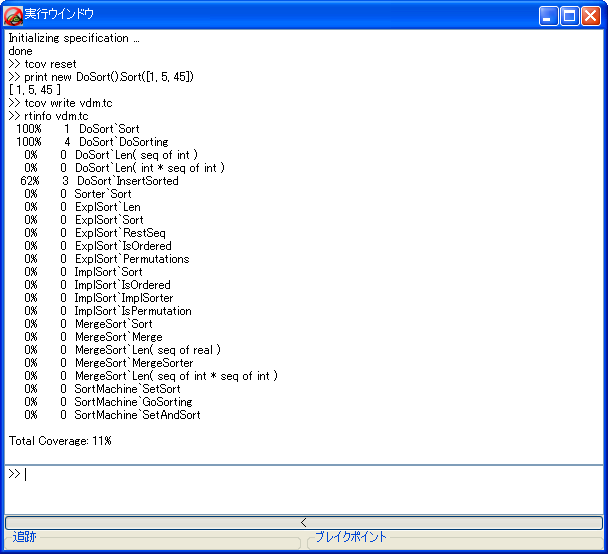 実行ウインドウ
Initializing specification ...
done
>> tcov reset
>> print new DoSort().Sort([1, 5, 45])
[ 1, 5, 45 ]
>> tcov write vdm.tc
>> rtinfo vdm.tc
100% 1 DoSort`Sort
100% 4 DoSort`DoSorting
0% 0 DoSort`Len( seq of int )
0% 0 DoSort`Len( int * seq of int )
62% 3 DoSort`InsertSorted
0% 0 Sorter`Sort
0% 0 ExplSort`Len
0% 0 ExplSort`Sort
0% 0 ExplSort`RestSeq
0% 0 ExplSort`IsOrdered
0% 0 ExplSort`Permutations
0% 0 ImplSort`Sort
0% 0 ImplSort`IsOrdered
0% 0 ImplSort`ImplSorter
0% 0 ImplSort`IsPermutation
0% 0 MergeSort`Sort
0% 0 MergeSort`Merge
0% 0 MergeSort`Len( seq of real )
0% 0 MergeSort`MergeSorter
0% 0 MergeSort`Len( seq of int * seq of int )
0% 0 SortMachine`SetSort
0% 0 SortMachine`GoSorting
0% 0 SortMachine`SetAndSort
Total Coverage: 11%
>>
<
追跡 ブレイクポイント